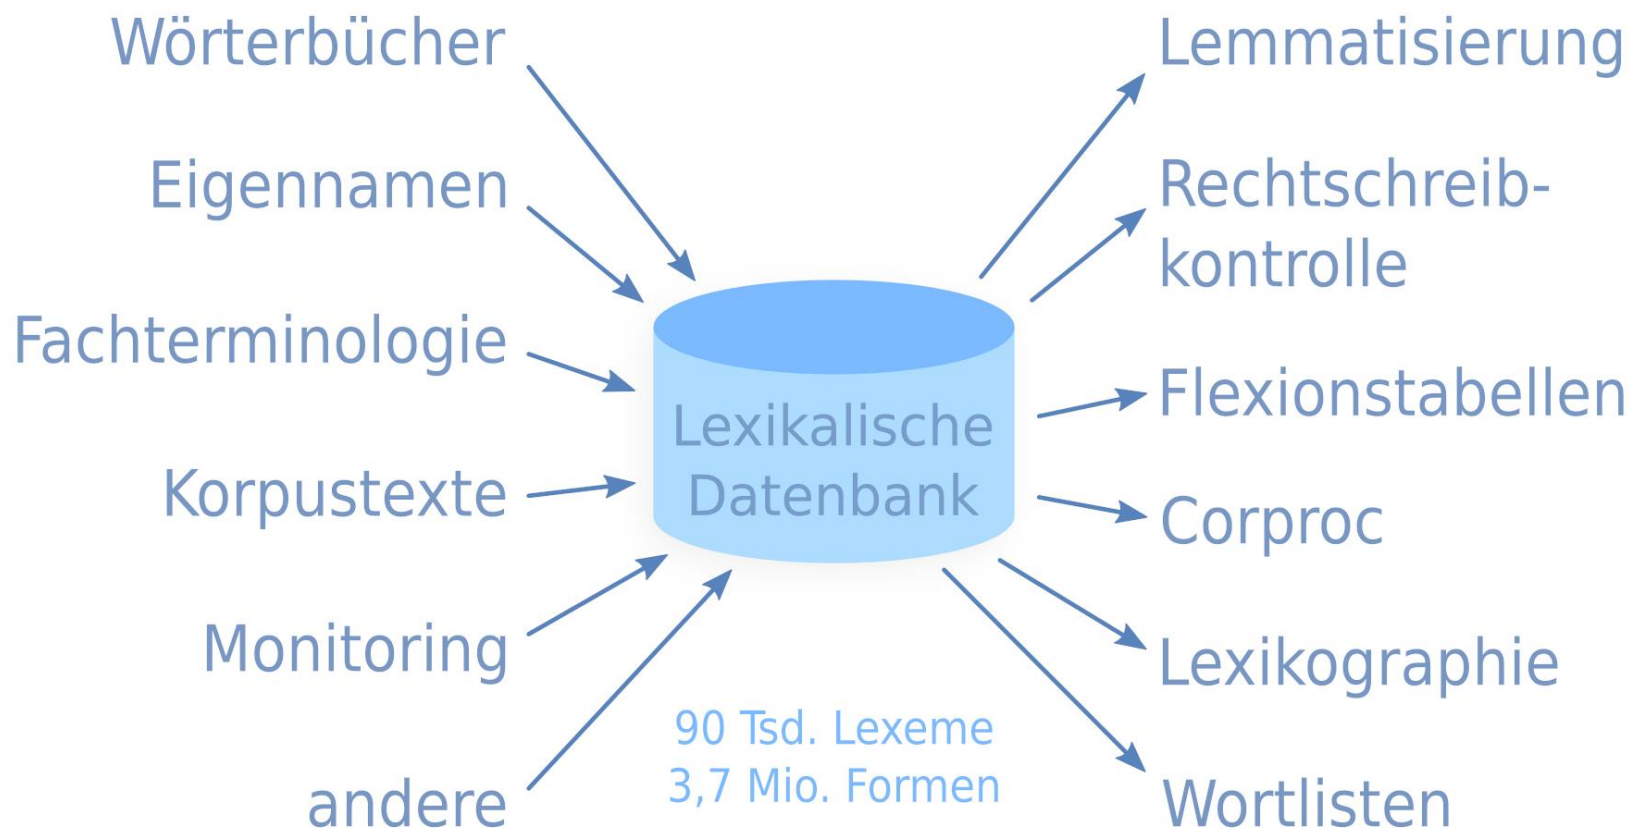 Wörterbücher
Eigennamen
Fachterminologie
Korpustexte
Monitoring
andere
Lexikalische
Datenbank
90 Tsd. Lexeme
3,7 Mio. Formen
Lemmatisierung
Rechtschreib-
kontrolle
Flexionstabellen
Corproc
Lexikographie
Wortlisten